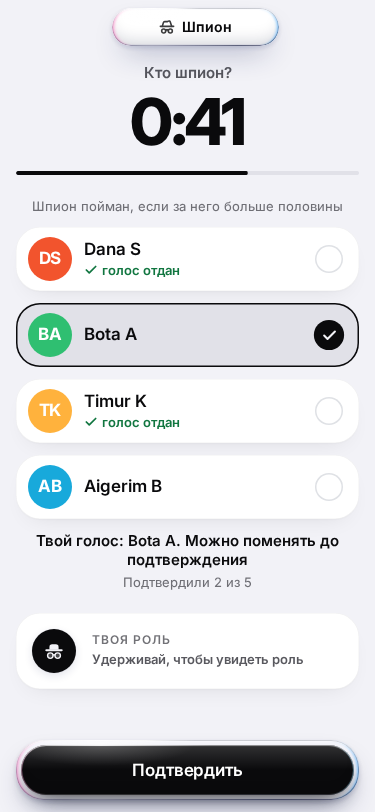 Шпион
Кто шпион?
0:41
Шпион пойман, если за него больше половины
DS
Dana S
голос отдан
BA
Bota A
TK
Timur K
голос отдан
AB
Aigerim B
Твой голос: Bota A. Можно поменять до
подтверждения
Подтвердили 2 из 5
ТВОЯ РОЛЬ
Удерживай, чтобы увидеть роль
Подтвердить